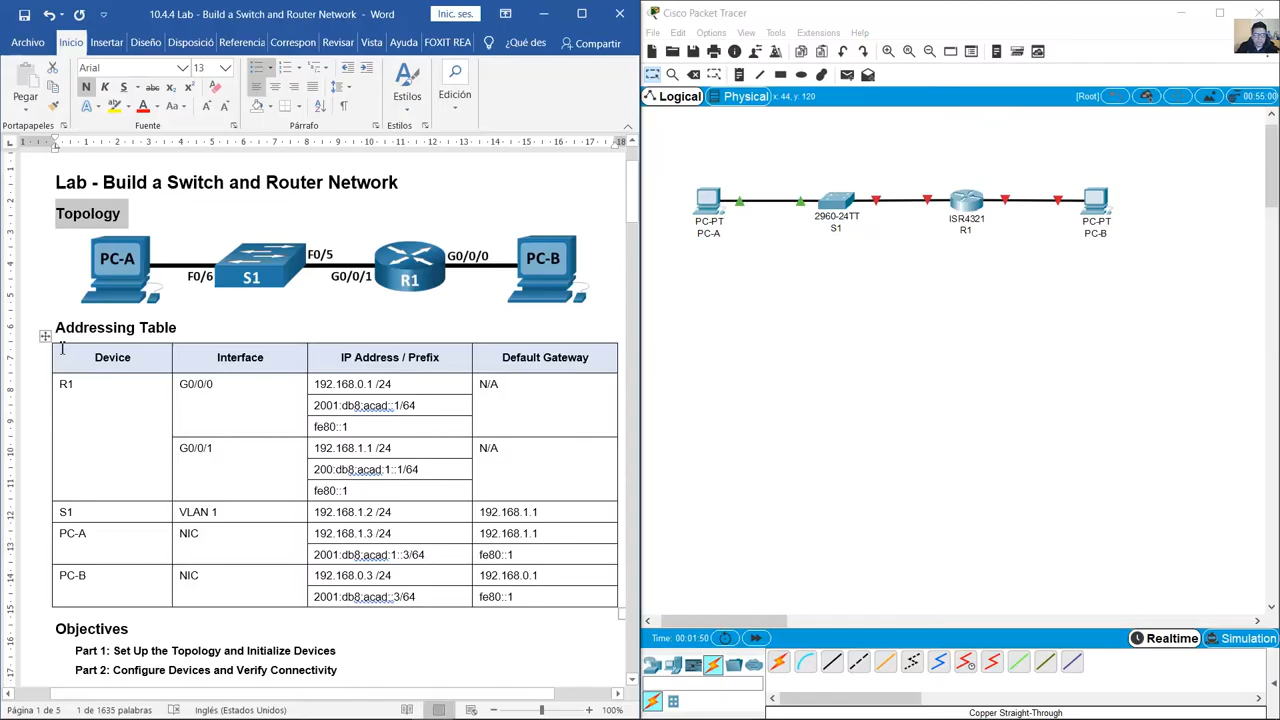 10.4.4 Lab - Build a Switch and Router Network - Word
Inic. ses.
Inicio
Disposició
Referencia
Correspon
Revisar
Vista
Ayuda
FOXIT REA
¿Qué des
Compartir
Pegar
Arial
13
Estilos
Edición
Fuente
Párrafo
Estilos
Lab - Build a Switch and Router Network
Topology
PC-A
F0/6
S1
F0/5
G0/0/1
R1
G0/0/0
PC-B
Addressing Table
Device Interface IP Address / Prefix Default Gateway
R1 G0/0/0 192.168.0.1 /24 N/A
2001:db8:acad::1/64
fe80::1
G0/0/1 192.168.1.1 /24 N/A
200:db8:acad:1::1/64
fe80::1
S1 VLAN 1 192.168.1.2 /24 192.168.1.1
PC-A NIC 192.168.1.3 /24 192.168.1.1
2001:db8:acad:1::3/64 fe80::1
PC-B NIC 192.168.0.3 /24 192.168.0.1
2001:db8:acad::3/64 fe80::1
Objectives
Part 1: Set Up the Topology and Initialize Devices
Part 2: Configure Devices and Verify Connectivity
Página 1 de 5
1 de 1635 palabras
Inglés (Estados Unidos)
100%
Cisco Packet Tracer
File Edit Options View Tools Extensions Help
Logical
Physical
x: 44, y: 120
[Root]
00:55:00
PC-PT
PC-A
2960-24TT
S1
ISR4321
R1
PC-PT
PC-B
Time: 00:01:50
Realtime
Simulation
Copper Straight-Through